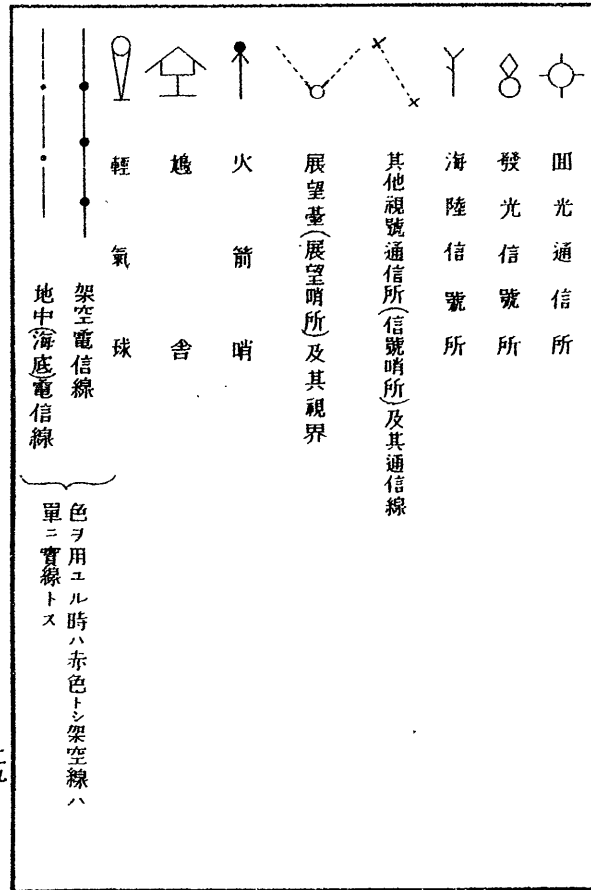 回光通信所
發光信號所
海陸信號所
其他視號通信所(信號哨所)及其通信線
展望臺(展望哨所)及其視界
火箭哨
鳩舍
輕氣球
架空電信線
地中(海底)電信線
色ヲ用ユル時ハ赤色トシ架空線ハ
單ニ實線トス
二九